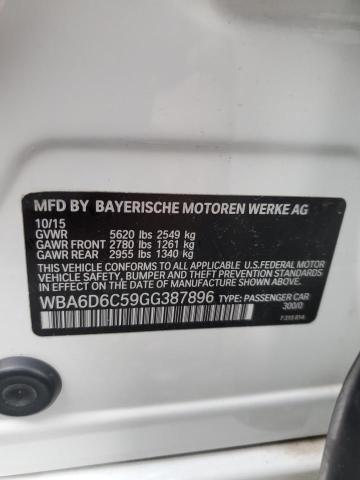 MFD BY BAYERISCHE MOTOREN WERKE AG
10/15
GVWR 5620 lbs 2549 kg
GAWR FRONT 2780 lbs 1261 kg
GAWR REAR 2955 lbs 1340 kg
THIS VEHICLE CONFORMS TO ALL APPLICABLE U.S.FEDERAL MOTOR
VEHICLE SAFETY, BUMPER, AND THEFT PREVENTION STANDARDS
IN EFFECT ON THE DATE OF MANUFACTURE SHOWN ABOVE.
WBA6D6C59GG387896 TYPE: PASSENGER CAR
300/0